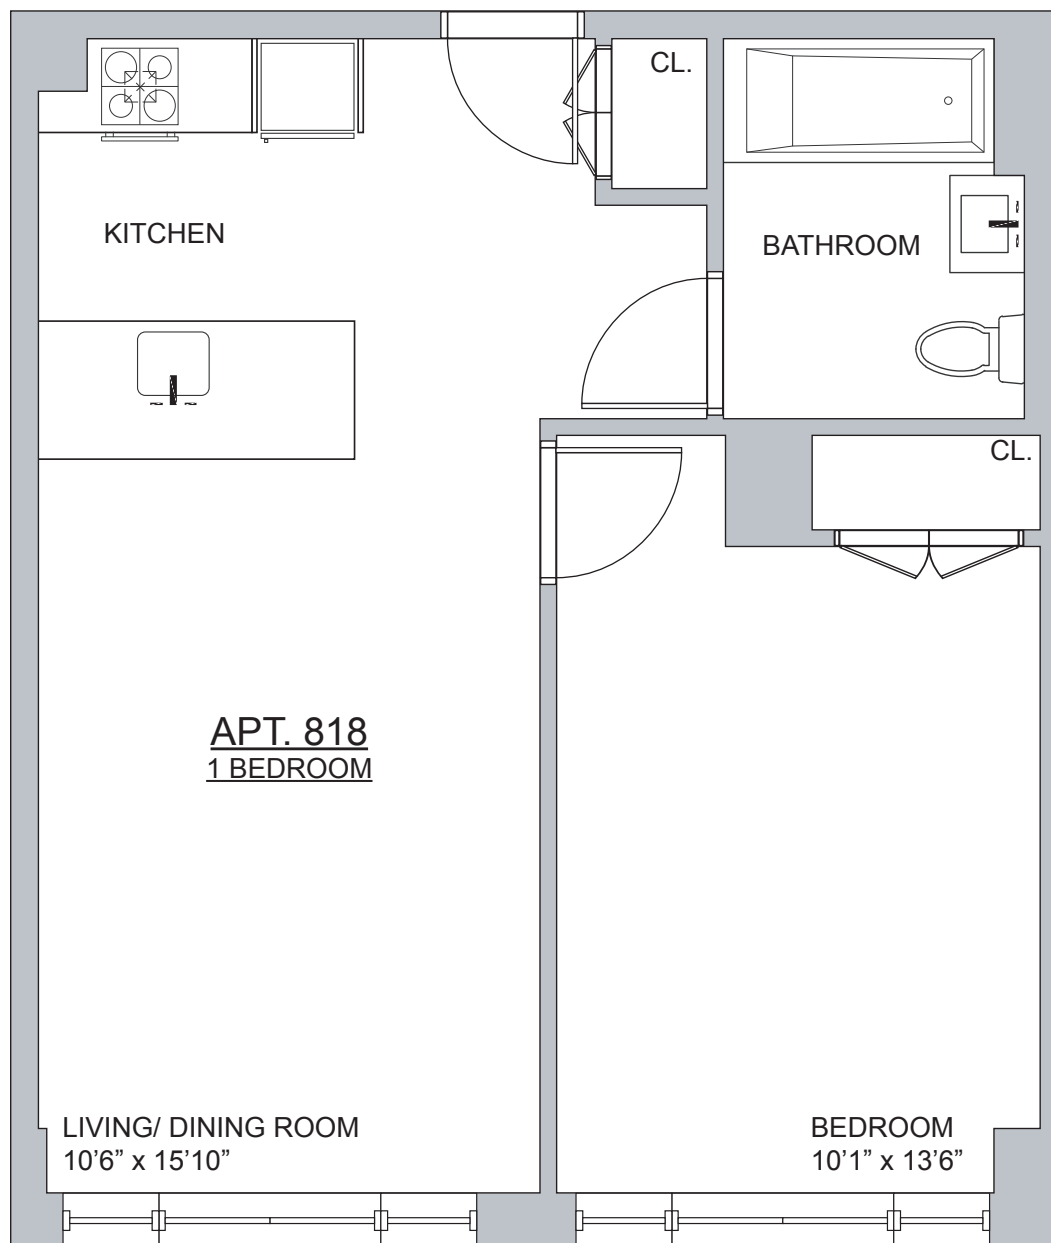 CL.
KITCHEN
BATHROOM
CL.
APT. 818
1 BEDROOM
LIVING/ DINING ROOM
10’6” x 15’10”
BEDROOM
10’1” x 13’6”